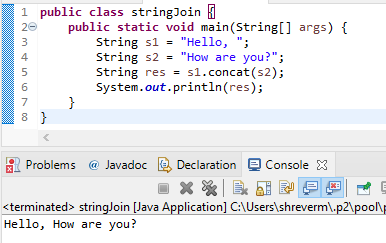 1 public class stringJoin {
2 public static void main(String[] args) {
3 String s1 = "Hello, ";
4 String s2 = "How are you?";
5 String res = s1.concat(s2);
6 System.out.println(res);
7 }
8 }
Problems @ Javadoc Declaration Console
<terminated> stringJoin [Java Application] C:\Users\shreverm\.p2\pool\p
Hello, How are you?